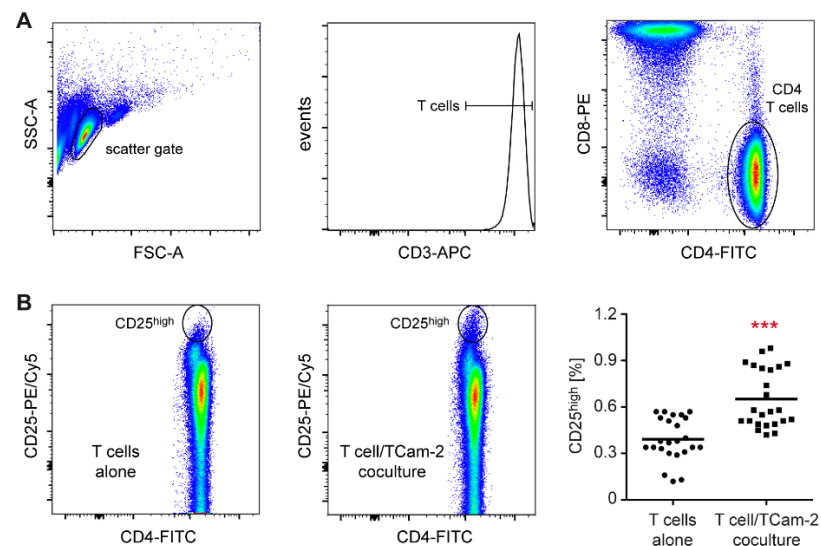 A
SSC-A
scatter gate
FSC-A
events
T cells
CD3-APC
CD8-PE
CD4
T cells
CD4-FITC
B
CD25-PE/Cy5
CD25high
T cells
alone
CD4-FITC
CD25-PE/Cy5
CD25high
T cell/TCam-2
coculture
CD4-FITC
CD25high [%]
1.2
0.9
0.6
0.3
0
***
T cells
alone
T cell/TCam-2
coculture